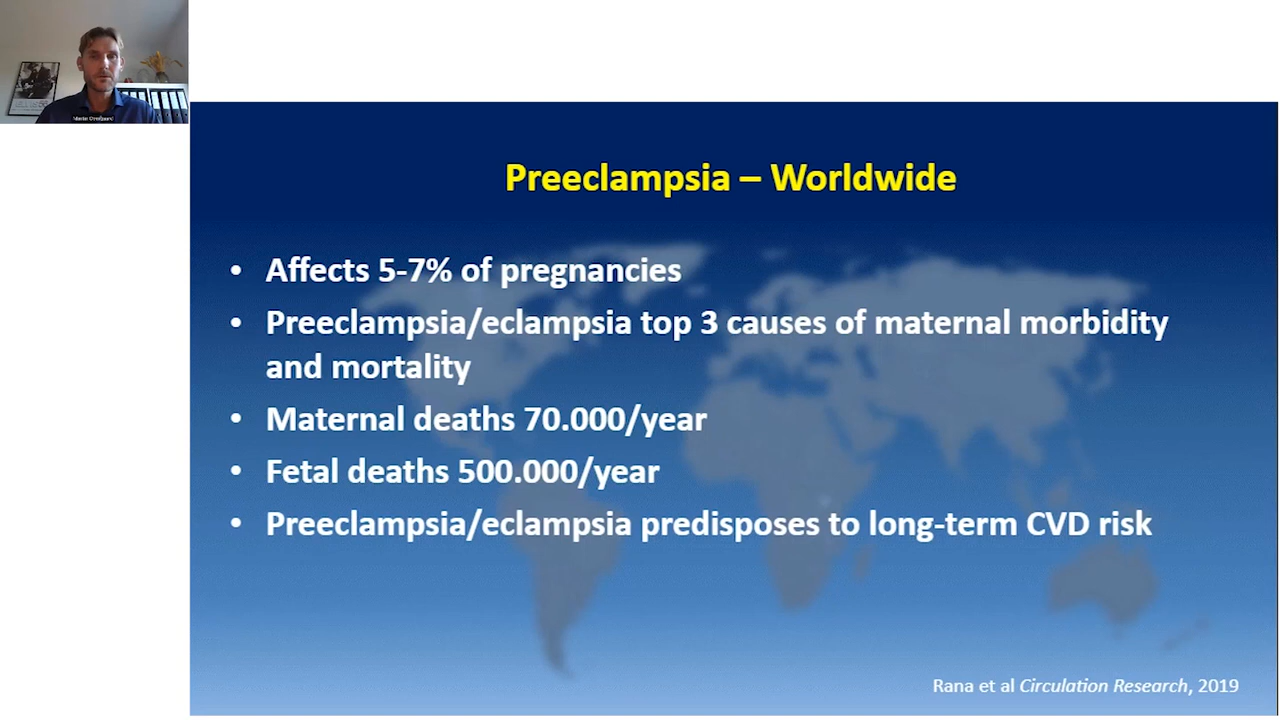 Preeclampsia – Worldwide
• Affects 5-7% of pregnancies
• Preeclampsia/eclampsia top 3 causes of maternal morbidity
and mortality
• Maternal deaths 70.000/year
• Fetal deaths 500.000/year
• Preeclampsia/eclampsia predisposes to long-term CVD risk
Rana et al Circulation Research, 2019